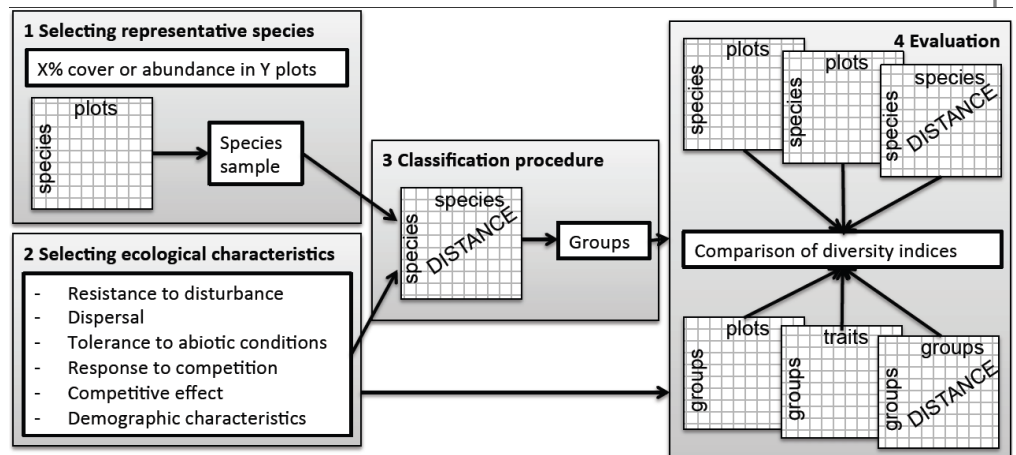 1 Selecting representative species
X% cover or abundance in Y plots
plots
species
Species
sample
2 Selecting ecological characteristics
- Resistance to disturbance
- Dispersal
- Tolerance to abiotic conditions
- Response to competition
- Competitive effect
- Demographic characteristics
3 Classification procedure
species
species
DISTANCE
Groups
4 Evaluation
plots
species
plots
species
species
species
DISTANCE
Comparison of diversity indices
plots
groups
traits
groups
groups
groups
DISTANCE